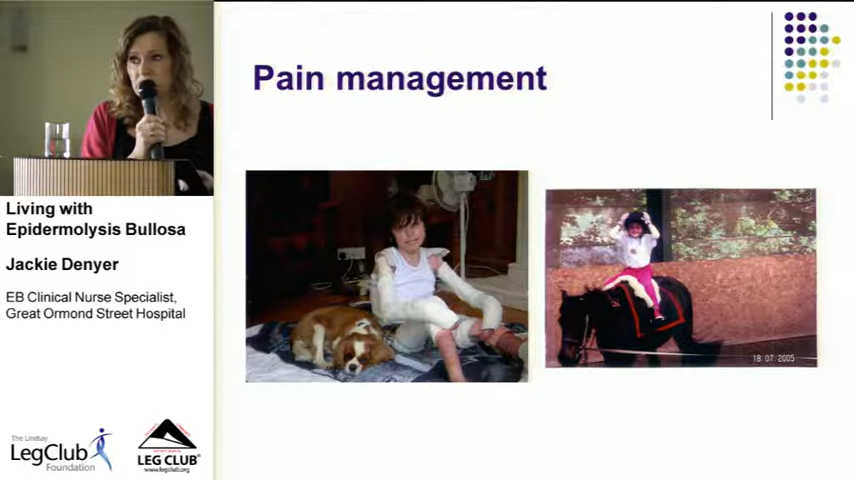 Pain management
Living with
Epidermolysis Bullosa
Jackie Denyer
EB Clinical Nurse Specialist,
Great Ormond Street Hospital
18.07.2005
The Lindsay
LegClub
Foundation
LEG CLUB®
www.legclub.org